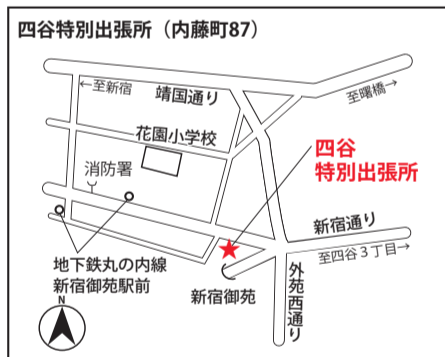 四谷特別出張所（内藤町87）
←至新宿
靖国通り
至曙橋→
花園小学校
消防署
四谷
特別出張所
新宿通り
至四谷３丁目→
地下鉄丸の内線
新宿御苑駅前
新宿御苑
外苑西通り
N